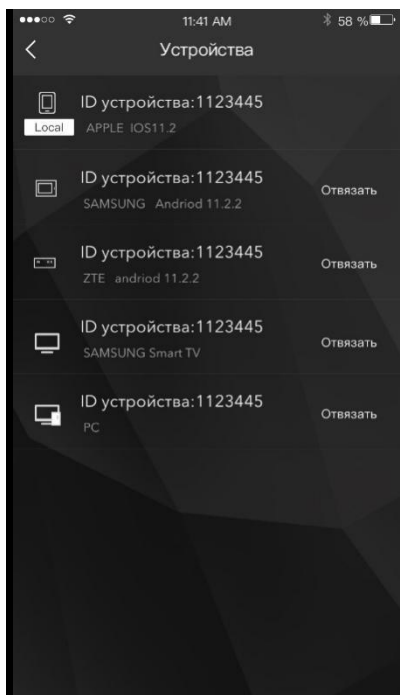 11:41 AM
58 %
Устройства
ID устройства:1123445
Local
APPLE IOS11.2
ID устройства:1123445
SAMSUNG Andriod 11.2.2
Отвязать
ID устройства:1123445
ZTE andriod 11.2.2
Отвязать
ID устройства:1123445
SAMSUNG Smart TV
Отвязать
ID устройства:1123445
PC
Отвязать